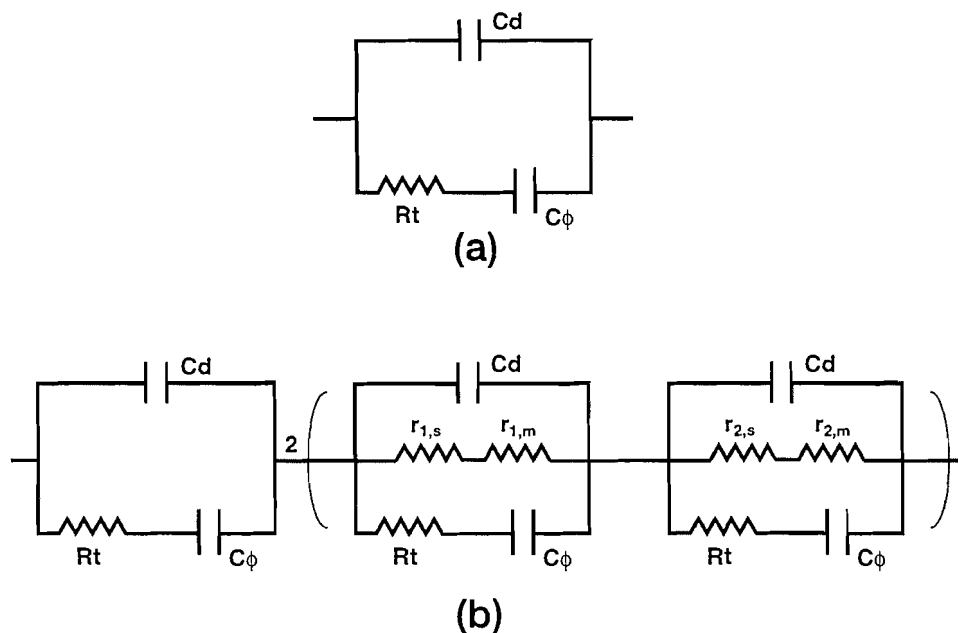 Cd
Rt
Cϕ
(a)
Cd Cd Cd
2 r1,s r1,m r2,s r2,m
Rt Cϕ Rt Cϕ Rt Cϕ
(b)